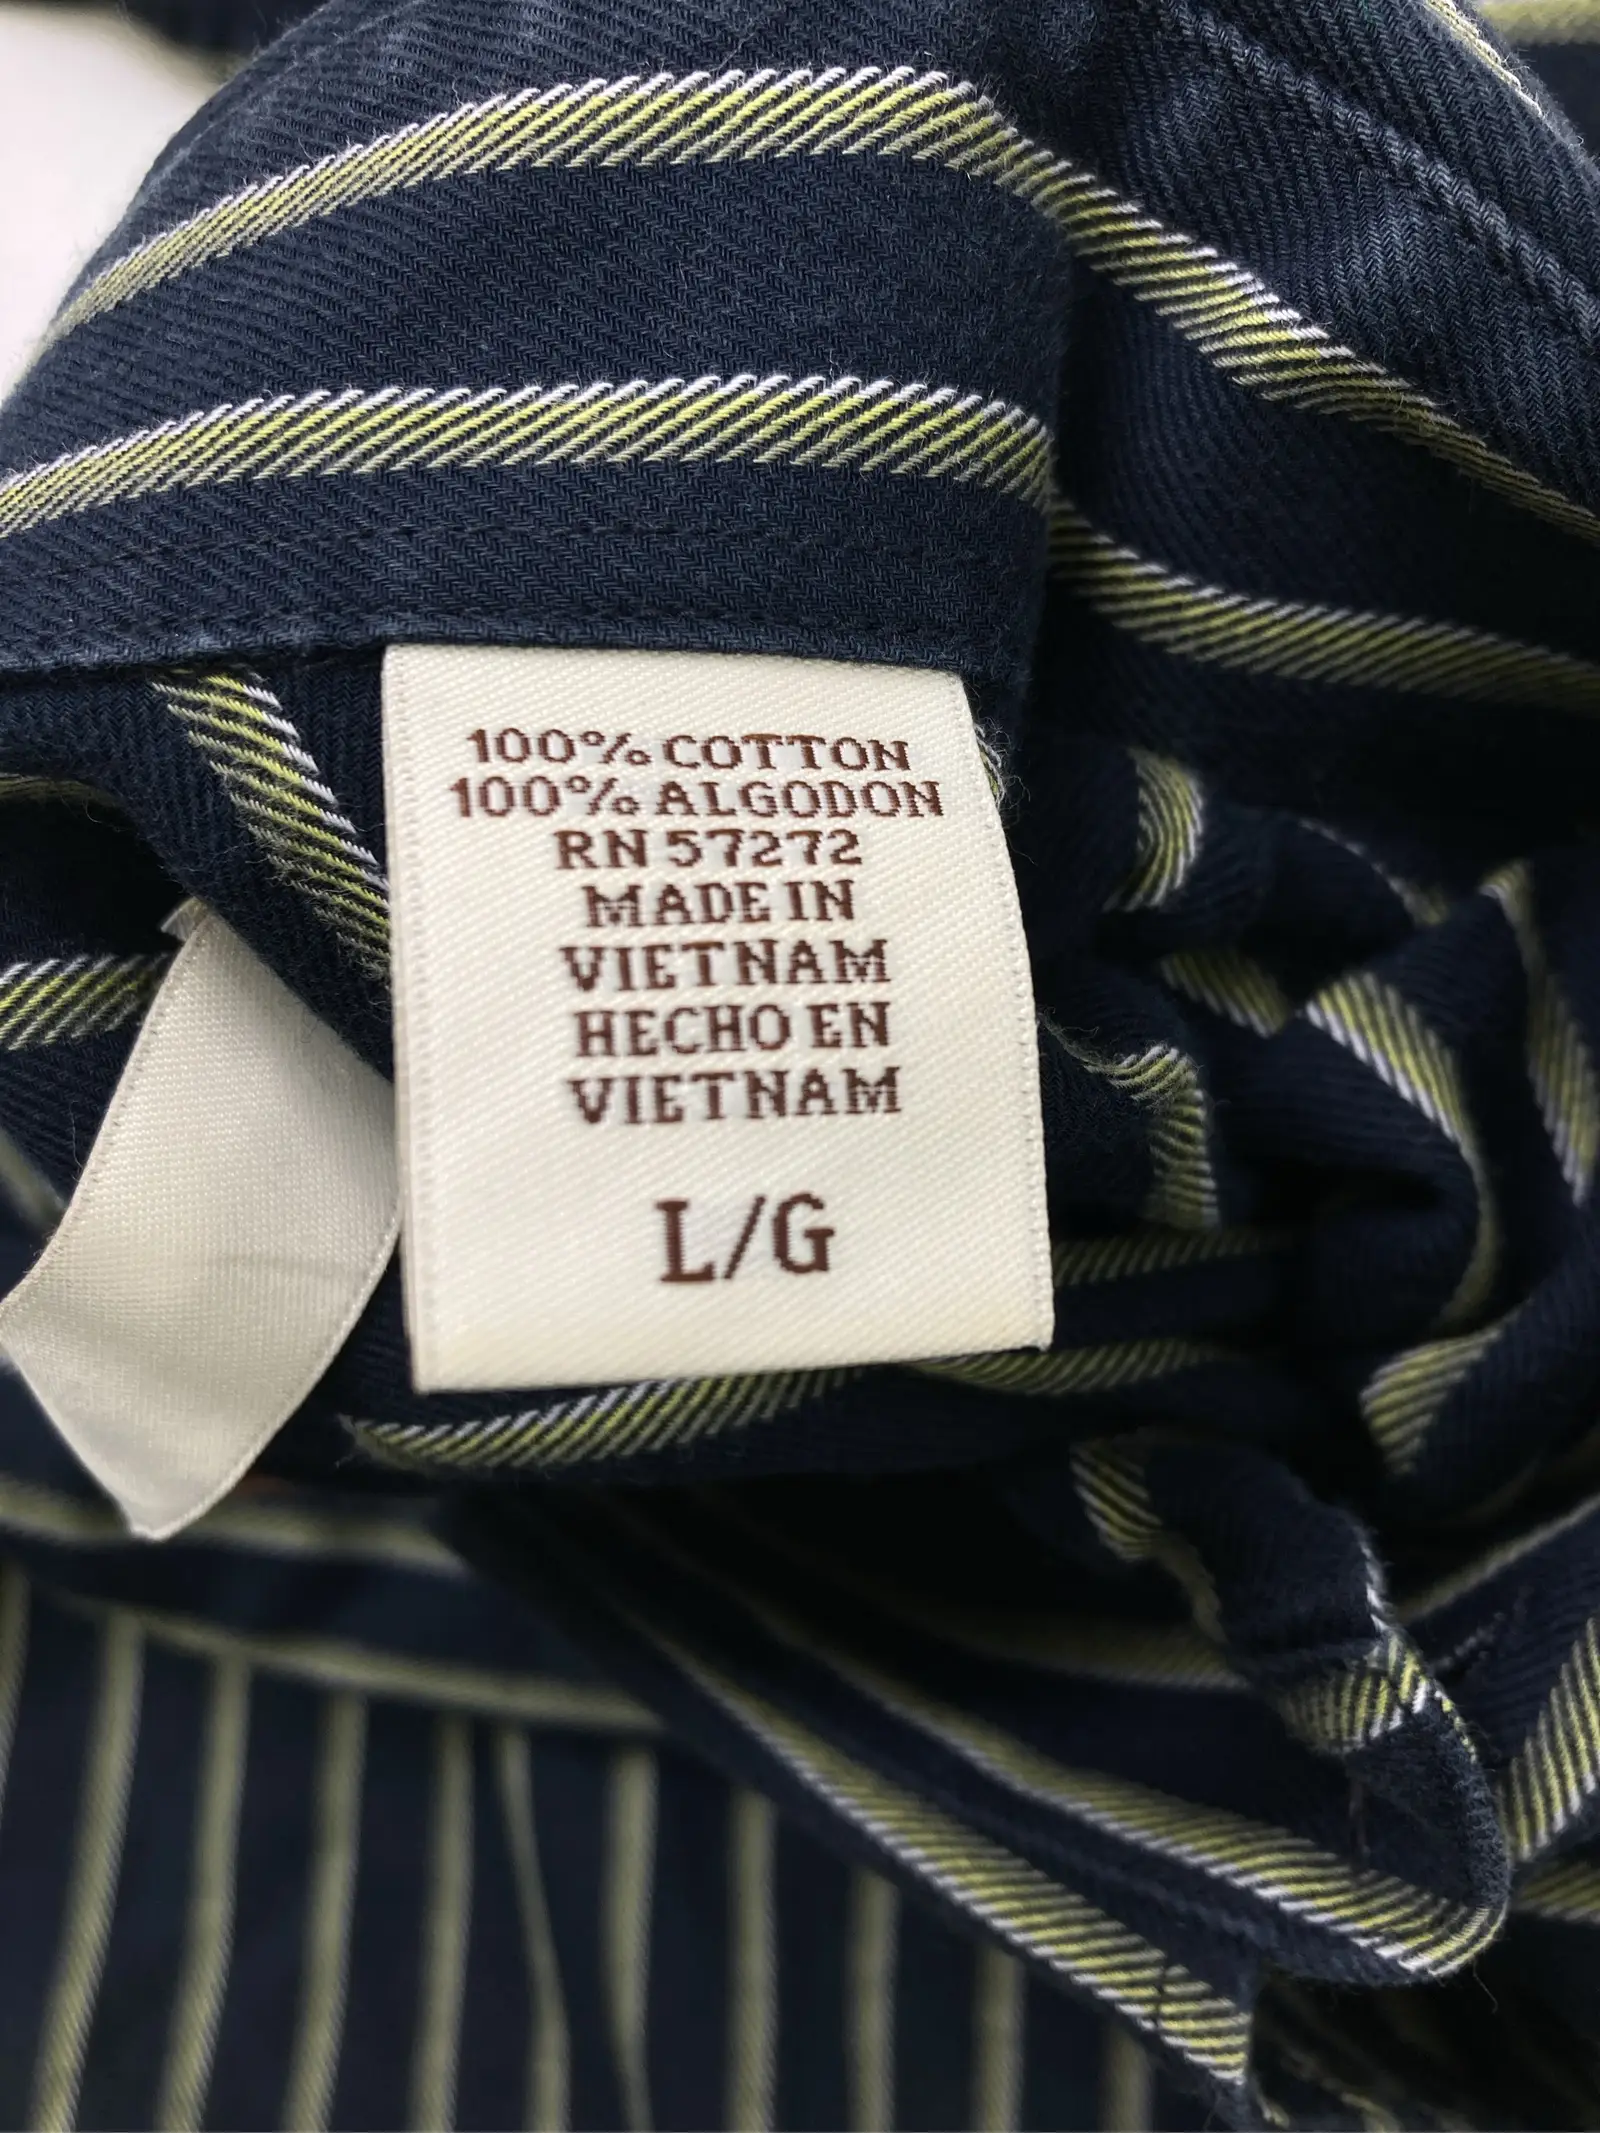 100% COTTON
100% ALGODON
RN 57272
MADE IN
VIETNAM
HECHO EN
VIETNAM
L/G